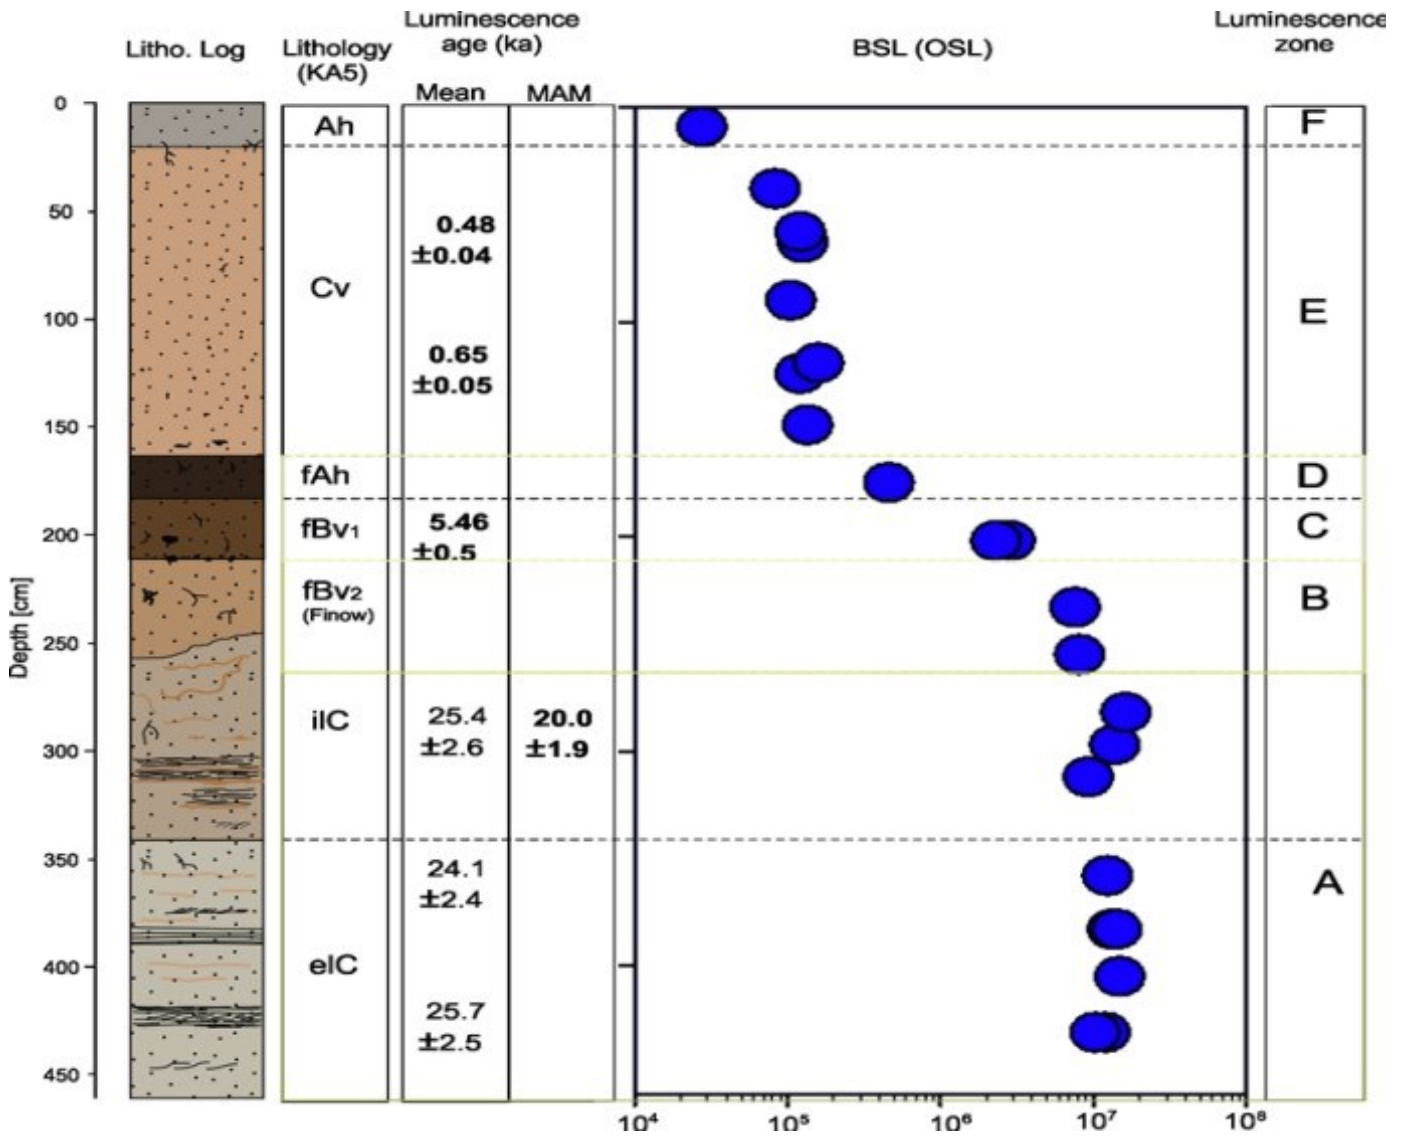 Litho. Log
Lithology
(KA5)
Luminescence
age (ka)
Mean MAM
BSL (OSL)
Luminescence
zone
0
50
100
150
200
250
300
350
400
450
Depth [cm]
Ah
Cv
fAh
fBv1
fBv2
(Finow)
ilC
elC
0.48
±0.04
0.65
±0.05
5.46
±0.5
25.4
±2.6
24.1
±2.4
25.7
±2.5
20.0
±1.9
F
E
D
C
B
A
10⁴ 10⁵ 10⁶ 10⁷ 10⁸